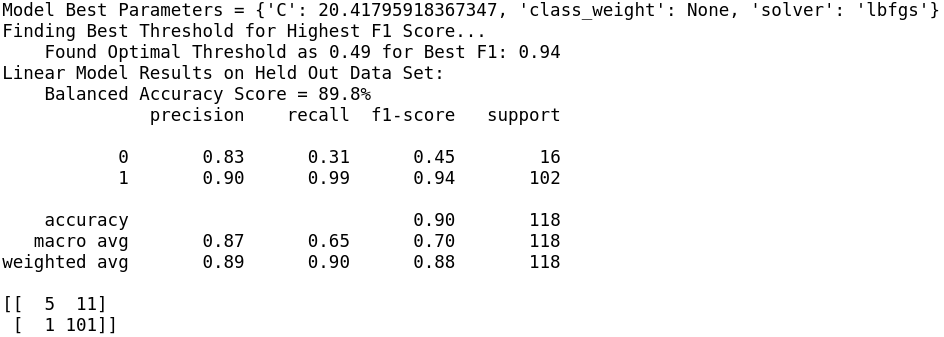 Model Best Parameters = {'C': 20.41795918367347, 'class_weight': None, 'solver': 'lbfgs'}
Finding Best Threshold for Highest F1 Score...
    Found Optimal Threshold as 0.49 for Best F1: 0.94
Linear Model Results on Held Out Data Set:
    Balanced Accuracy Score = 89.8%
              precision    recall  f1-score   support

           0       0.83      0.31      0.45        16
           1       0.90      0.99      0.94       102

    accuracy                           0.90       118
   macro avg       0.87      0.65      0.70       118
weighted avg       0.89      0.90      0.88       118

[[  5  11]
 [  1 101]]